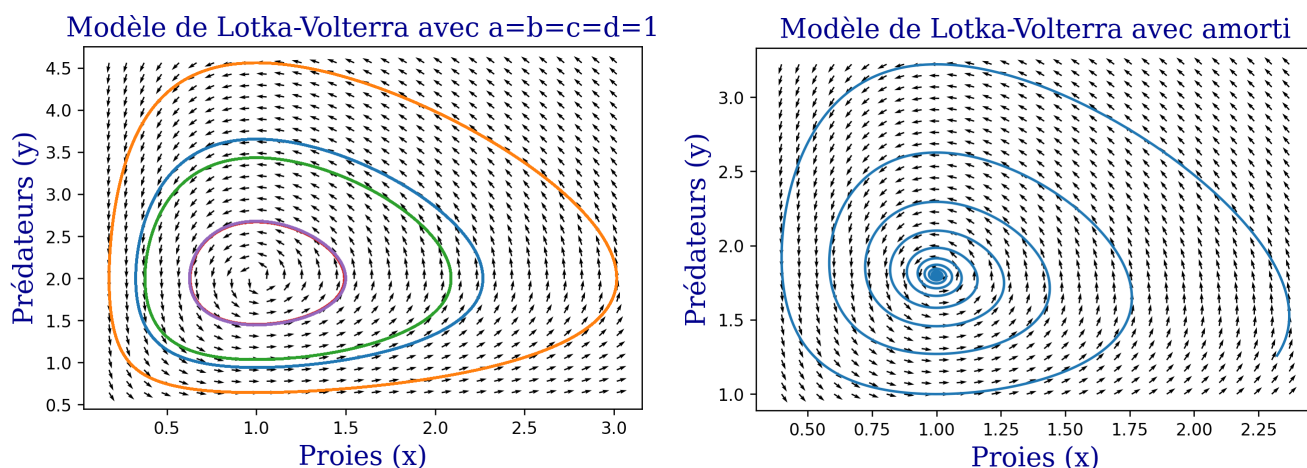 Modèle de Lotka-Volterra avec a=b=c=d=1
4.5
4.0
3.5
3.0
2.5
2.0
1.5
1.0
0.5
Prédateurs (y)
0.5 1.0 1.5 2.0 2.5 3.0
Proies (x)
Modèle de Lotka-Volterra avec amorti
3.0
2.5
2.0
1.5
1.0
Prédateurs (y)
0.50 0.75 1.00 1.25 1.50 1.75 2.00 2.25
Proies (x)